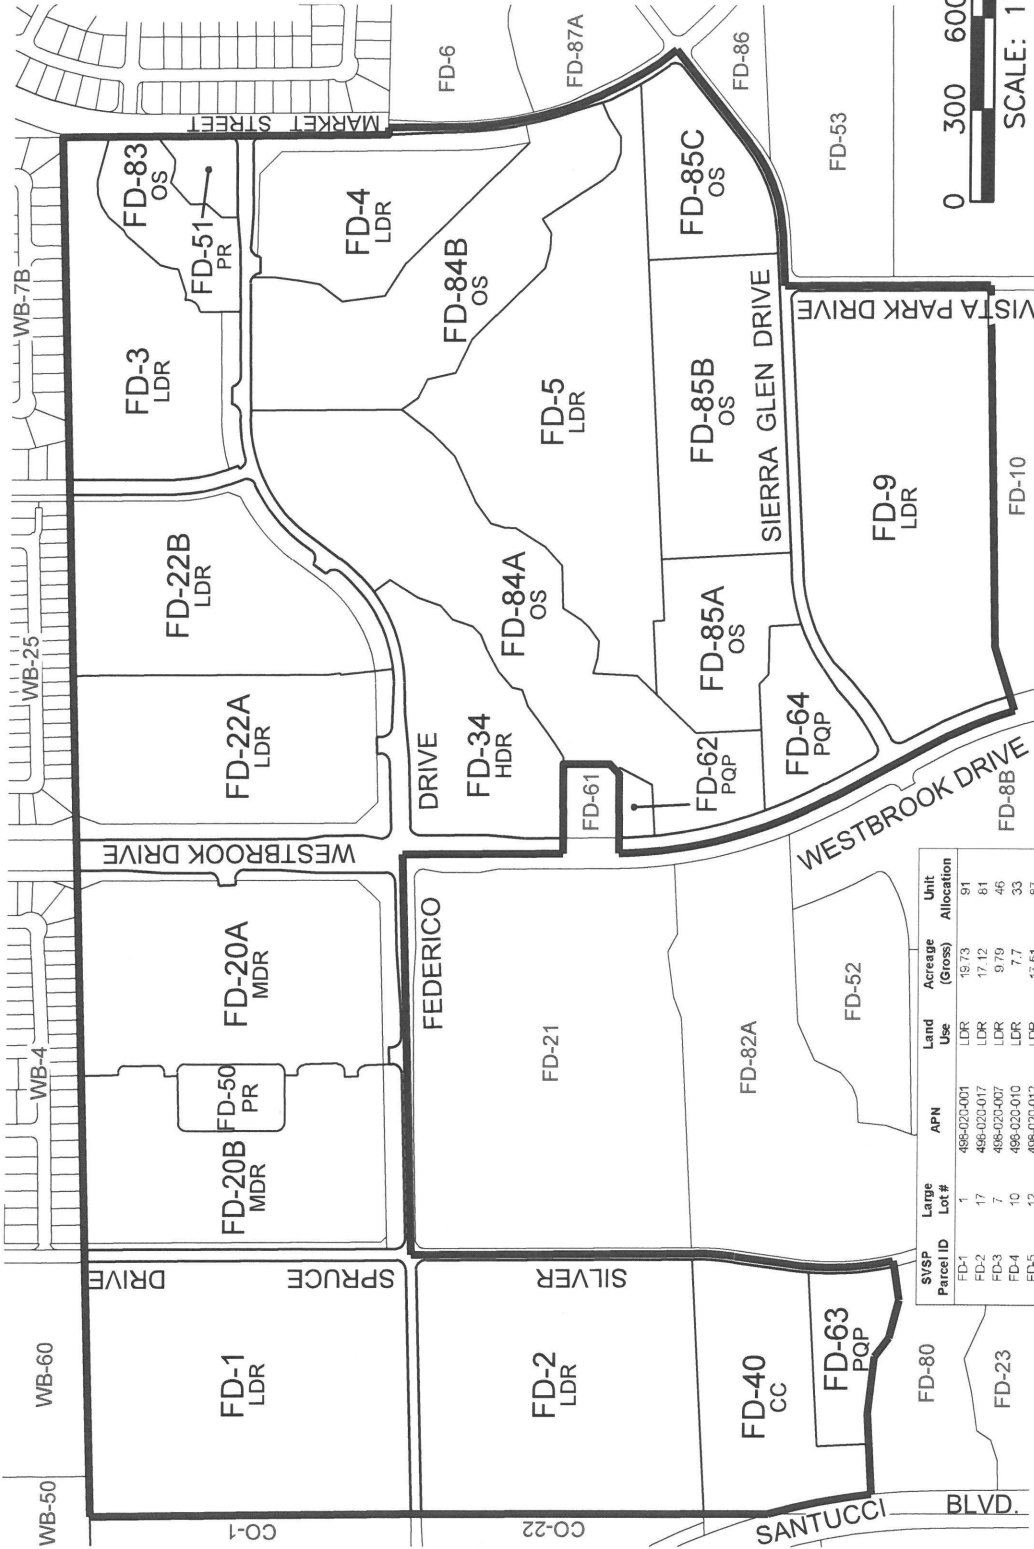 WB-50
WB-60
WB-4
WB-25
WB-7B
CO-1
CO-22
FD-1
LDR
FD-2
LDR
FD-40
CC
FD-63
PQP
FD-80
FD-23
SPRUCE DRIVE
SILVER
SANTUCCI BLVD.
FD-20B
MDR
FD-50
PR
FD-20A
MDR
FEDERICO DRIVE
FD-21
FD-82A
FD-52
WESTBROOK DRIVE
FD-22A
LDR
FD-22B
LDR
FD-34
HDR
FD-61
FD-62
PQP
FD-64
PQP
WESTBROOK DRIVE
FD-8B
FD-3
LDR
FD-83
OS
FD-51
PR
MARKET STREET
FD-4
LDR
FD-84B
OS
FD-84A
OS
FD-5
LDR
FD-85A
OS
FD-85B
OS
FD-85C
OS
SIERRA GLEN DRIVE
FD-9
LDR
VISTA PARK DRIVE
FD-10
FD-6
FD-87A
FD-86
FD-53
0 300 600
SCALE: 1
SVSP Parcel ID Large Lot # APN Land Use Acreage (Gross) Unit Allocation
FD-1 1 496-020-001 LDR 19.73 91
FD-2 17 496-020-017 LDR 17.12 81
FD-3 7 496-020-007 LDR 9.79 46
FD-4 10 496-020-010 LDR 7.7 33